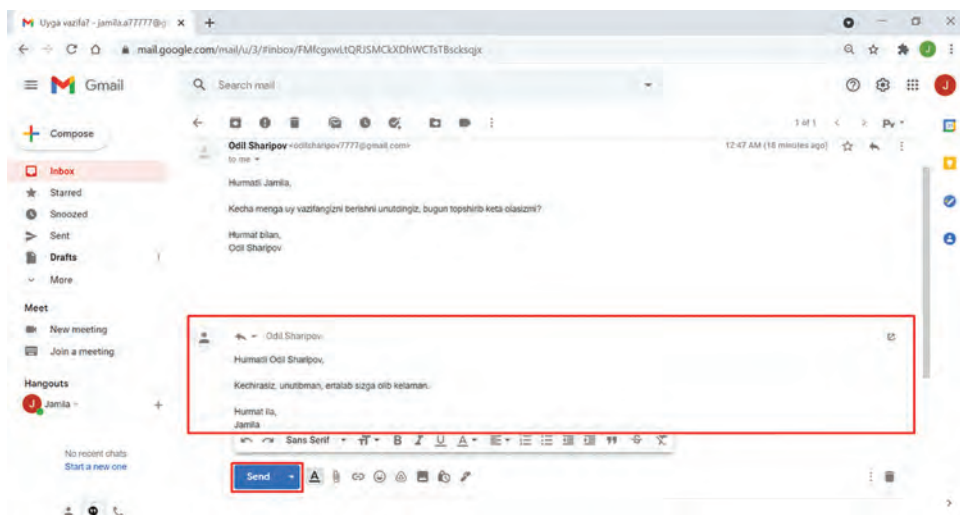 Uyga vazifa? - jamila.a77777@g
mail.google.com/mail/u/3/#inbox/FMfcgxwLtQRJSMCkXDhWCTsTBscksqjx
Gmail
Search mail
J
Compose
1 of 1
Inbox
Starred
Snoozed
Sent
Drafts 1
More
Odil Sharipov <odilsharipov7777@gmail.com>
12:47 AM (18 minutes ago)
to me
Hurmatli Jamila,
Kecha menga uy vazifangizni berishni unutdingiz, bugun topshirib keta olasizmi?
Hurmat bilan,
Odil Sharipov
Meet
New meeting
Join a meeting
Hangouts
J Jamila
No recent chats
Start a new one
Odil Sharipov
Hurmatli Odil Sharipov,
Kechirasiz, unutibman, ertalab sizga olib kelaman.
Hurmat ila,
Jamila
Sans Serif
Send